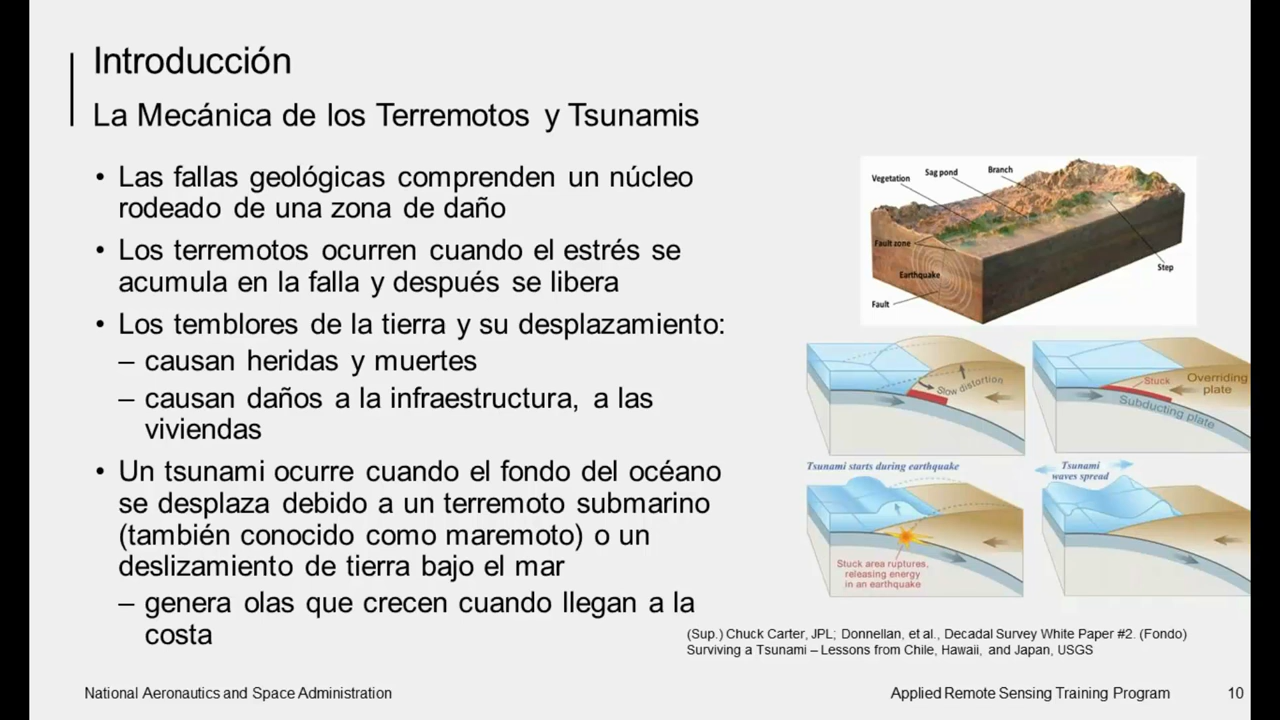 Introducción
La Mecánica de los Terremotos y Tsunamis
• Las fallas geológicas comprenden un núcleo
rodeado de una zona de daño
• Los terremotos ocurren cuando el estrés se
acumula en la falla y después se libera
• Los temblores de la tierra y su desplazamiento:
– causan heridas y muertes
– causan daños a la infraestructura, a las
viviendas
• Un tsunami ocurre cuando el fondo del océano
se desplaza debido a un terremoto submarino
(también conocido como maremoto) o un
deslizamiento de tierra bajo el mar
– genera olas que crecen cuando llegan a la
costa
Vegetation
Sag pond
Branch
Fault zone
Earthquake
Fault
Step
Slow distortion
Stuck
Overriding
plate
Subducting plate
Tsunami starts during earthquake
Stuck area ruptures,
releasing energy
in an earthquake
Tsunami
waves spread
(Sup.) Chuck Carter, JPL; Donnellan, et al., Decadal Survey White Paper #2. (Fondo)
Surviving a Tsunami – Lessons from Chile, Hawaii, and Japan, USGS
National Aeronautics and Space Administration
Applied Remote Sensing Training Program
10